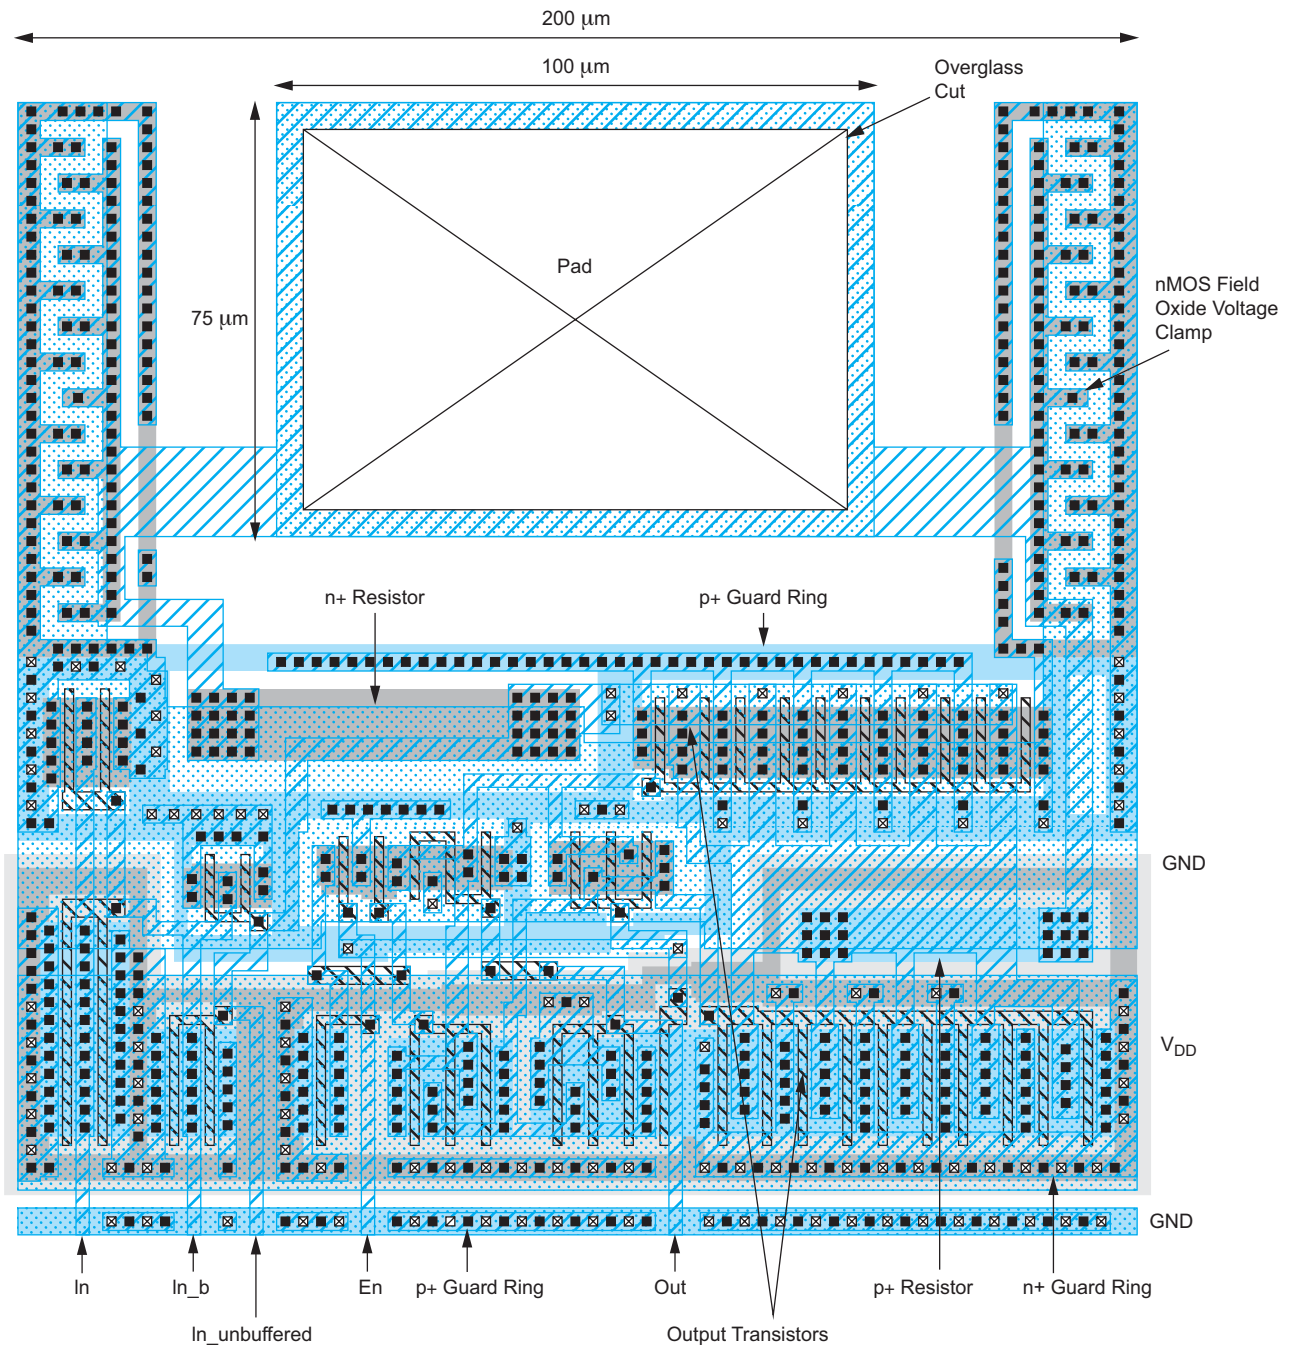 200 μm
100 μm
Overglass
Cut
Pad
75 μm
nMOS Field
Oxide Voltage
Clamp
n+ Resistor
p+ Guard Ring
GND
VDD
GND
In
In_b
En
p+ Guard Ring
Out
p+ Resistor
n+ Guard Ring
In_unbuffered
Output Transistors